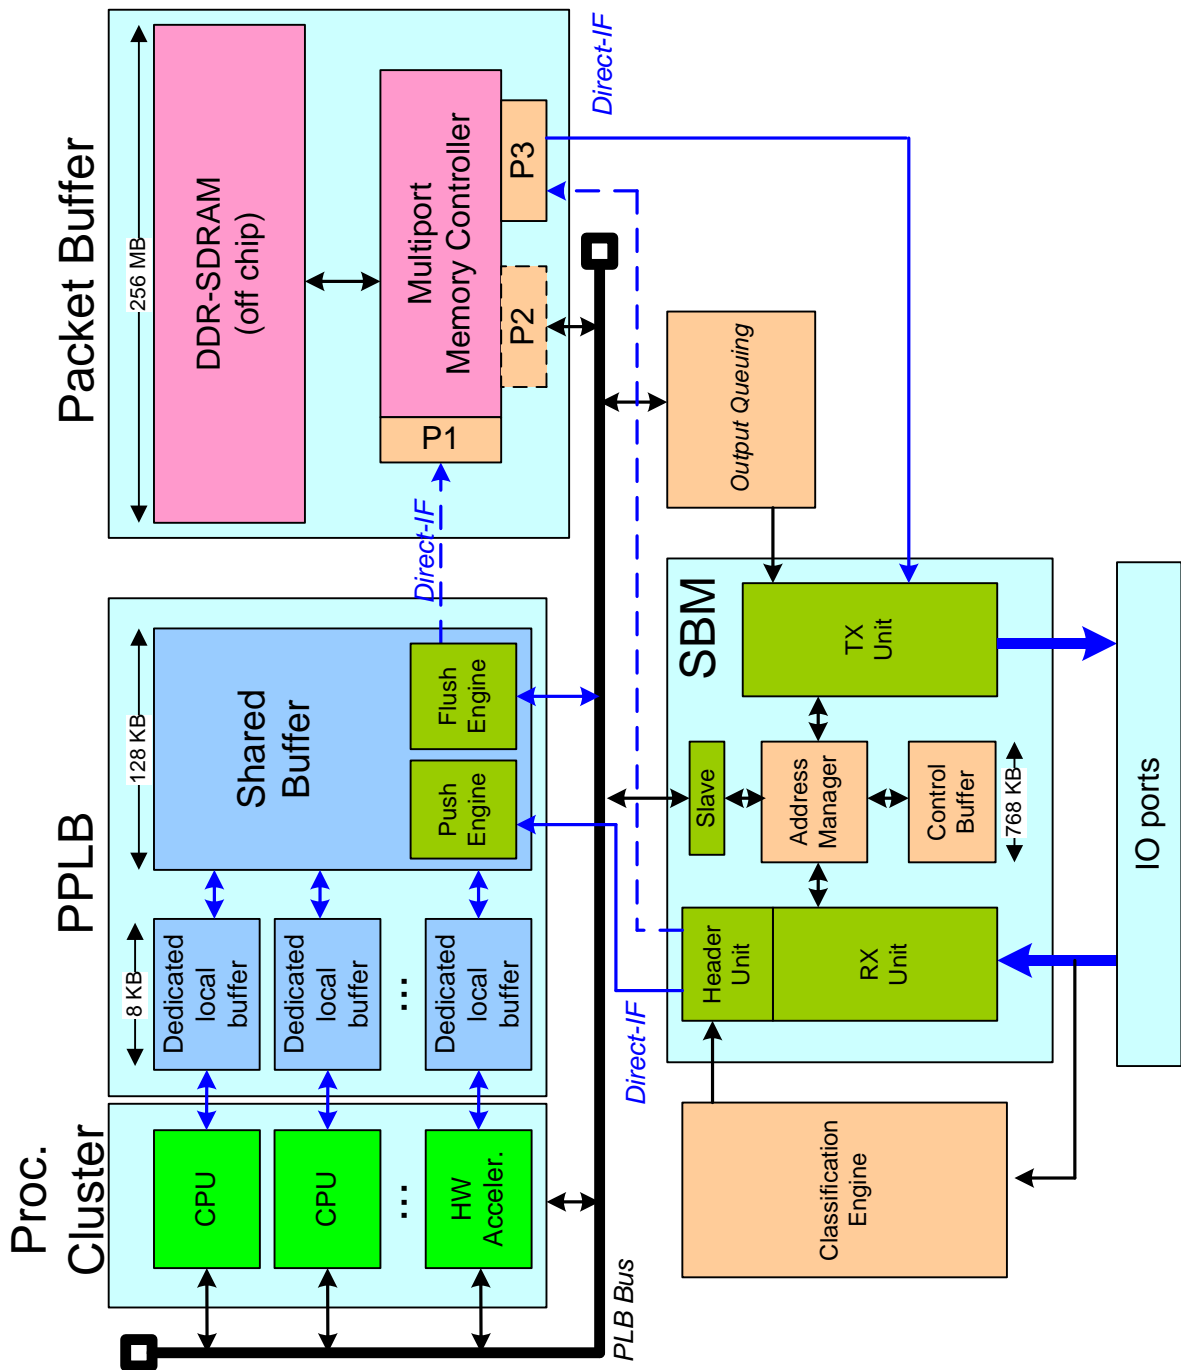 Proc.
Cluster
PPLB
Packet Buffer
8 KB
128 KB
256 MB
CPU
Dedicated
local
buffer
CPU
Dedicated
local
buffer
...
...
HW
Acceler.
Dedicated
local
buffer
Shared
Buffer
Push
Engine
Flush
Engine
DDR-SDRAM
(off chip)
Multiport
Memory Controller
P1
P2
P3
Direct-IF
Direct-IF
Direct-IF
PLB Bus
SBM
Header
Unit
RX
Unit
Slave
Address
Manager
Control
Buffer
768 KB
TX
Unit
Output Queuing
Classification
Engine
IO ports